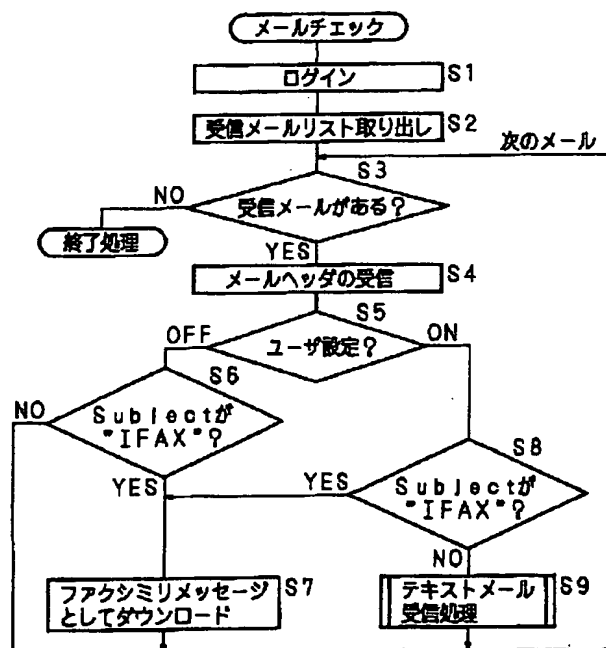 メールチェック
ログイン
S1
受信メールリスト取り出し
S2
次のメール
S3
受信メールがある?
NO
終了処理
YES
メールヘッダの受信
S4
S5
ユーザ設定?
OFF
ON
S6
Subjectが
"IFAX"?
NO
YES
S8
Subjectが
"IFAX"?
YES
NO
ファクシミリメッセージ
としてダウンロード
S7
テキストメール
受信処理
S9